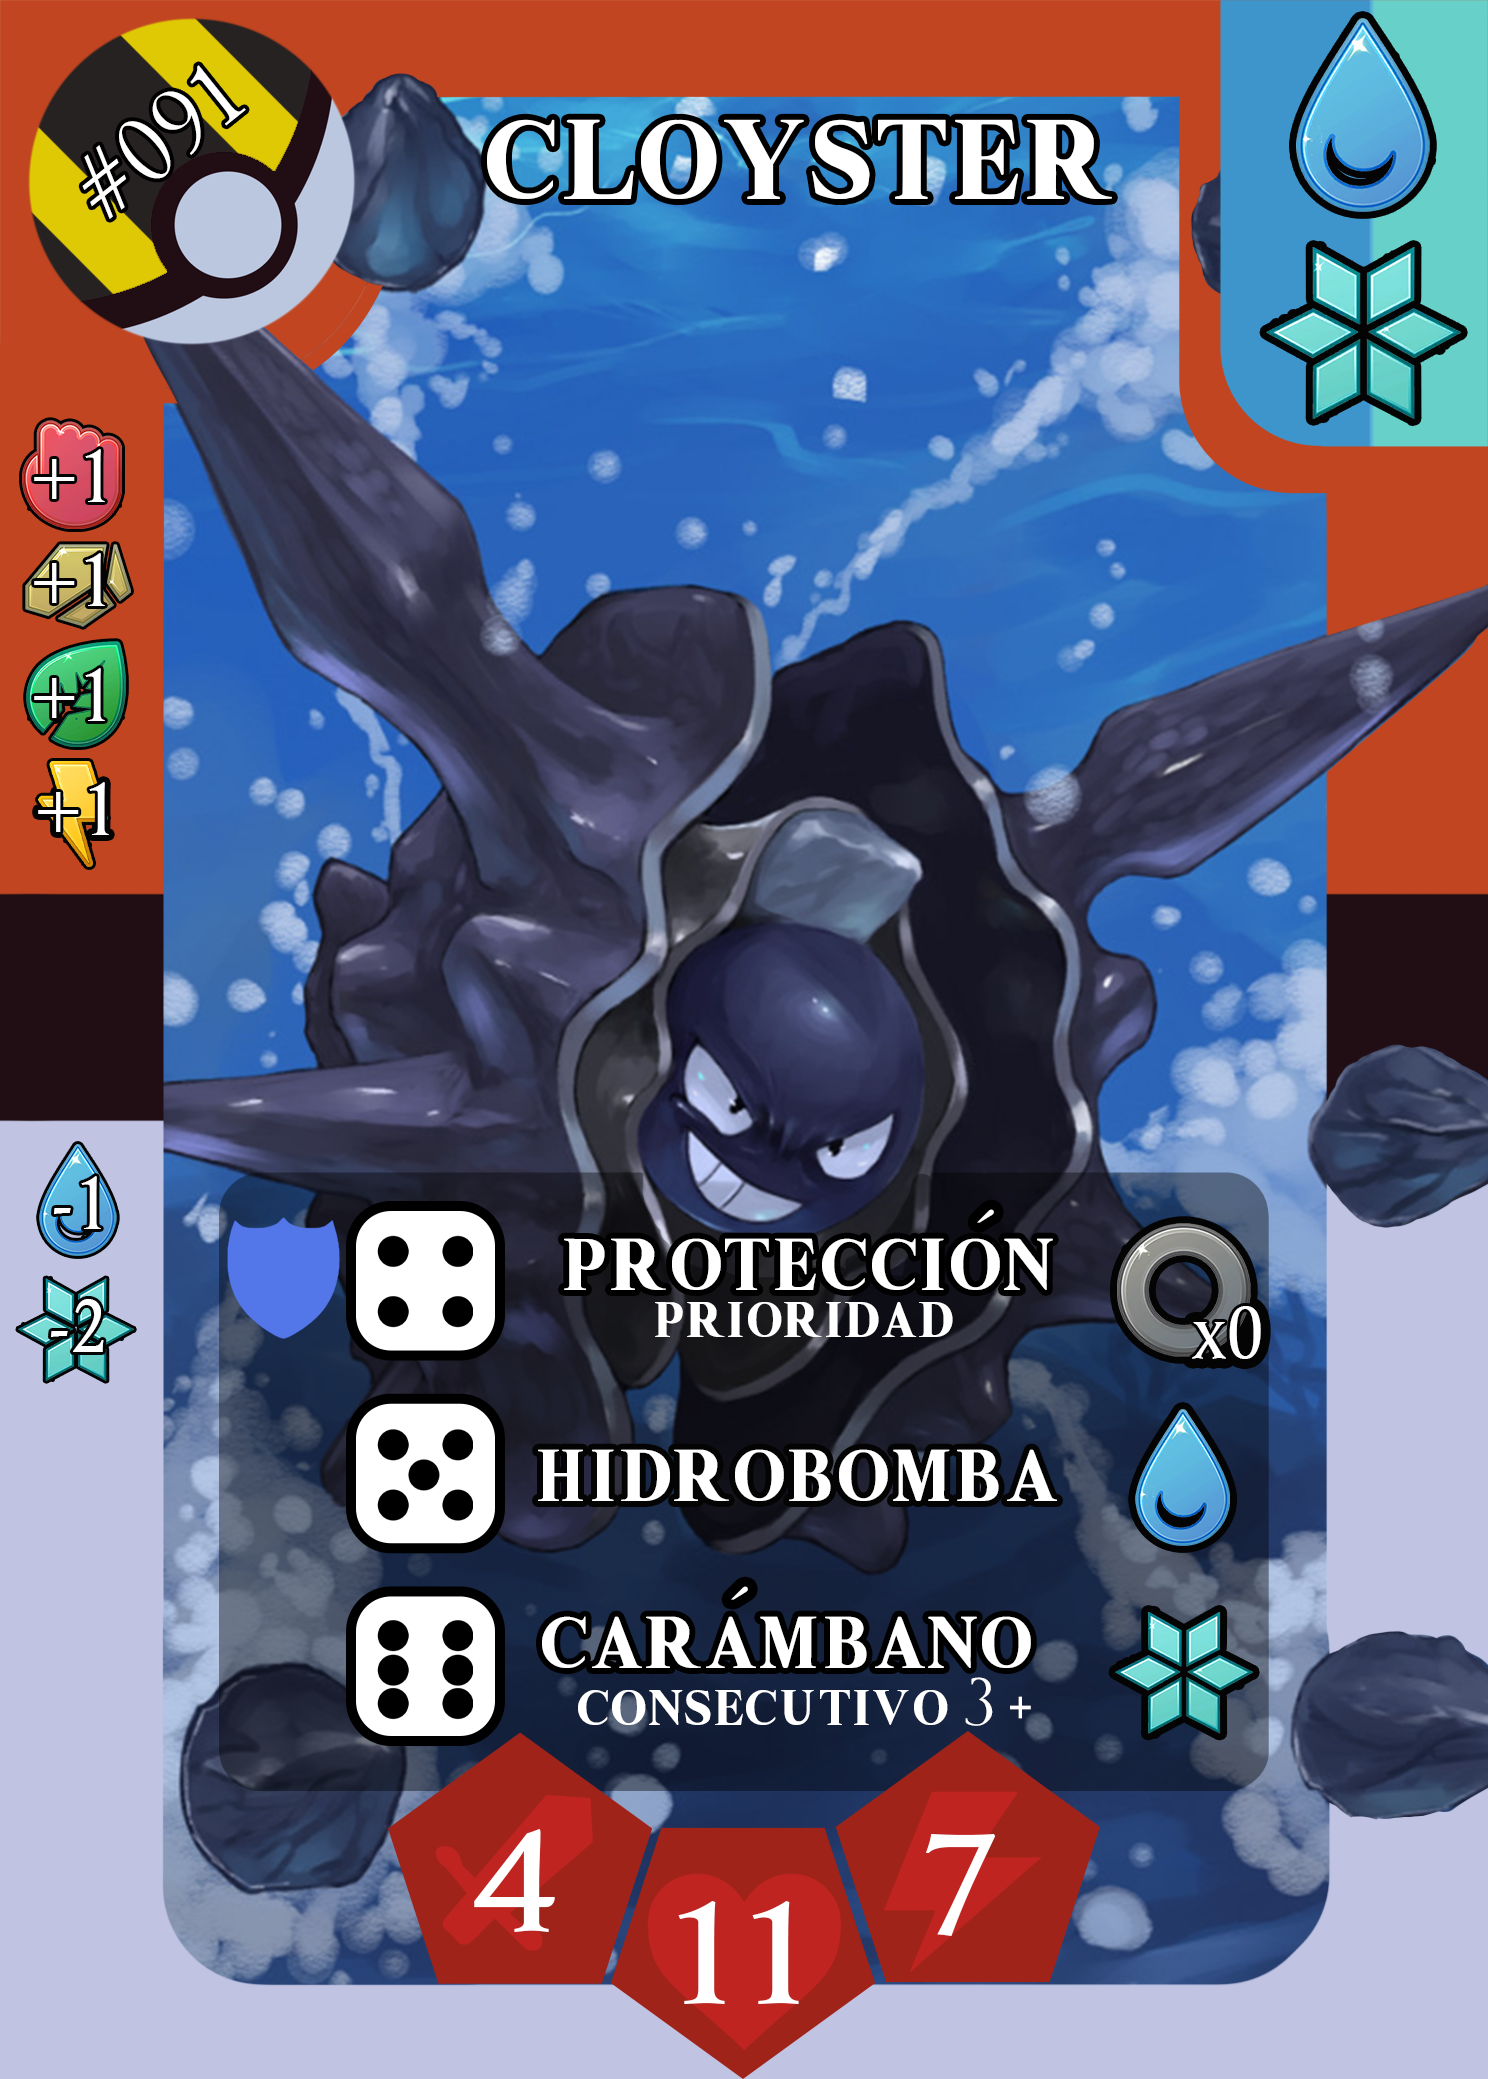 #091
CLOYSTER
+1
+1
+1
+1
-1
-2
PROTECCIÓN
PRIORIDAD
x0
HIDROBOMBA
CARÁMBANO
CONSECUTIVO 3 +
4
11
7